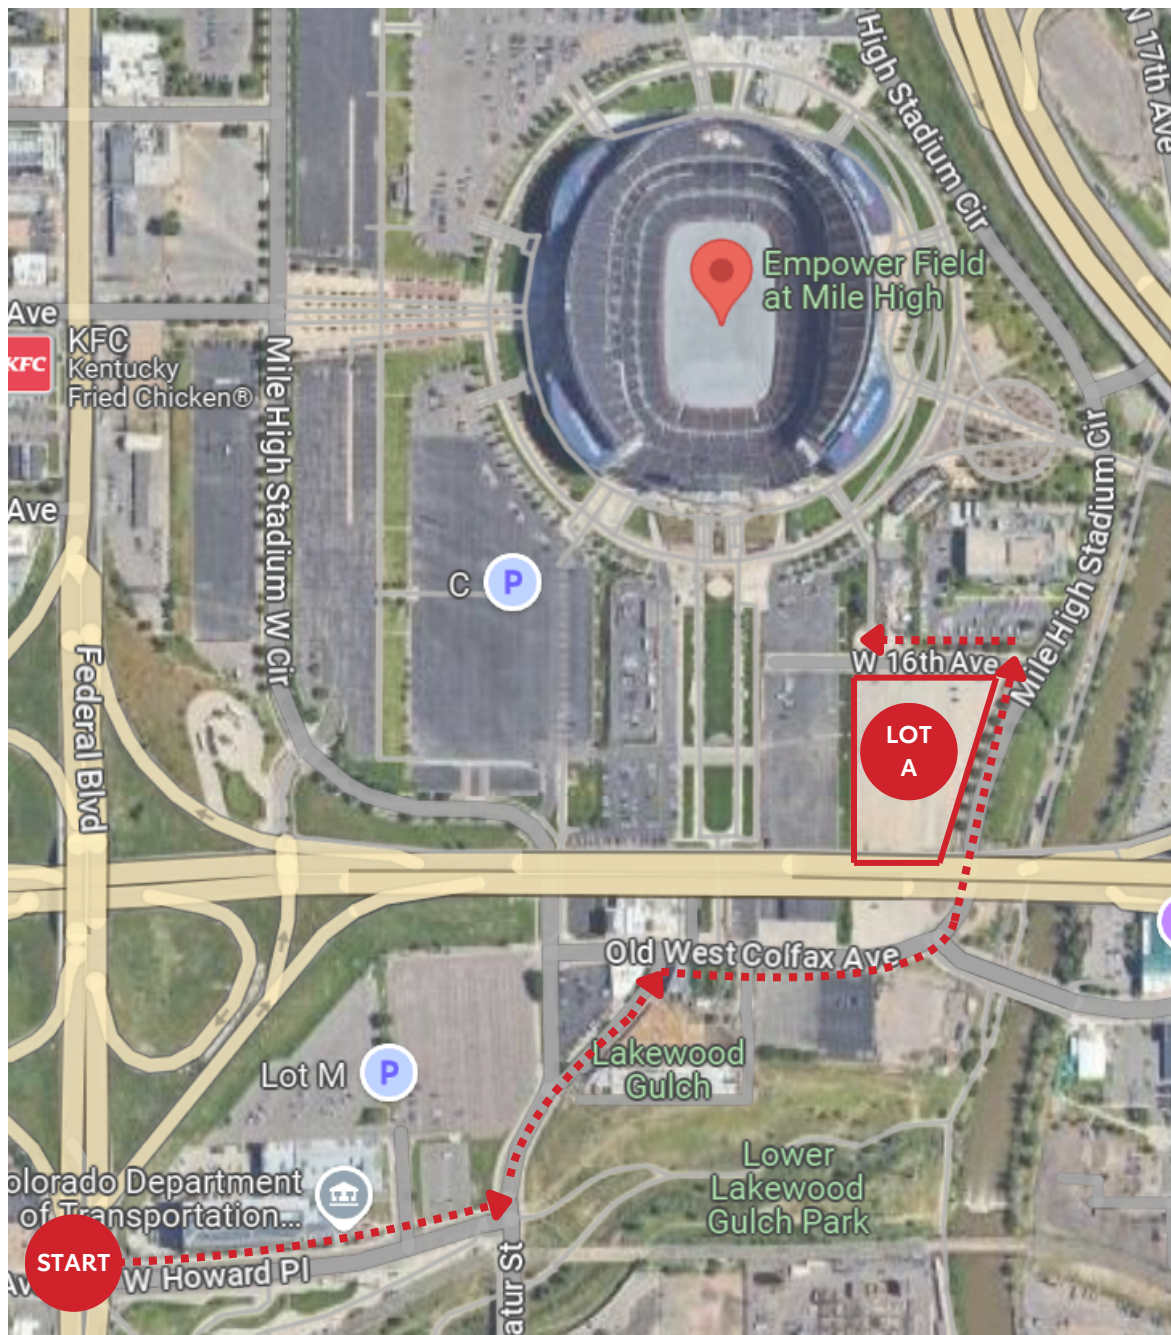 High Stadium Cir
N 17th Ave
Empower Field
at Mile High
Ave
KFC
KFC
Kentucky
Fried Chicken®
Mile High Stadium W Cir
Mile High Stadium Cir
Ave
C P
W 16th Ave
LOT
A
Federal Blvd
Old West Colfax Ave
Lakewood
Gulch
Lot M P
Lower
Lakewood
Gulch Park
olorado Department
of Transportation...
START
W Howard Pl
atur St